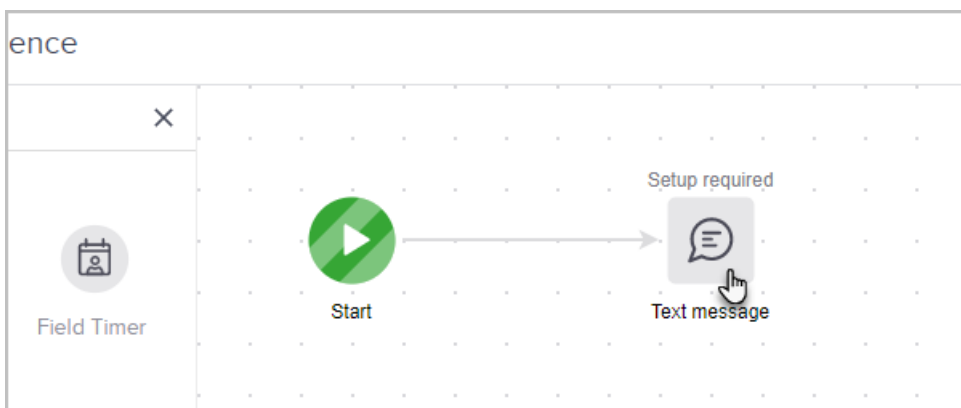 ence
Setup required
Field Timer
Start
Text message